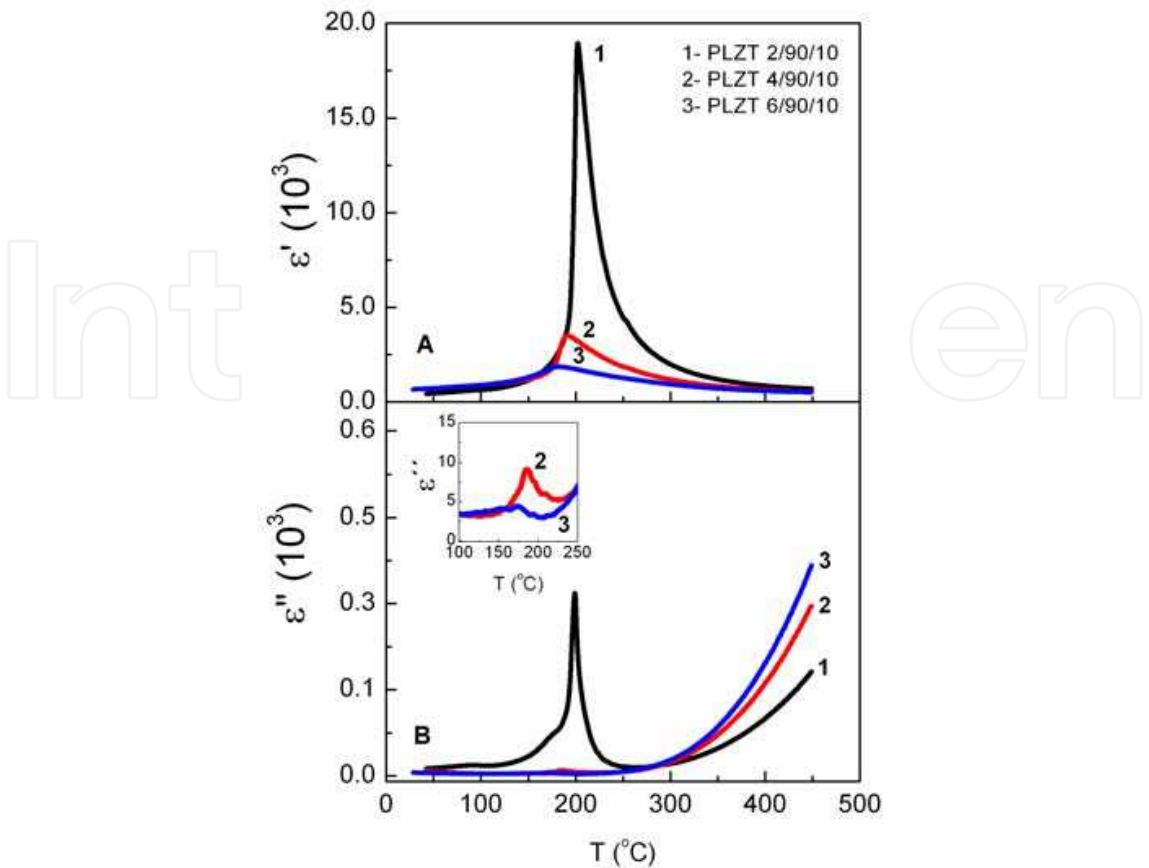 20.0
1
1- PLZT 2/90/10
2- PLZT 4/90/10
3- PLZT 6/90/10
15.0
ε' (10³)
10.0
5.0
2
3
A
0.0
Int
en
0.6
15
10
5
0
ε´´
2
3
100 150 200 250
T (°C)
0.5
ε" (10³)
0.3
3
2
1
0.1
B
0.0
0 100 200 300 400 500
T (°C)